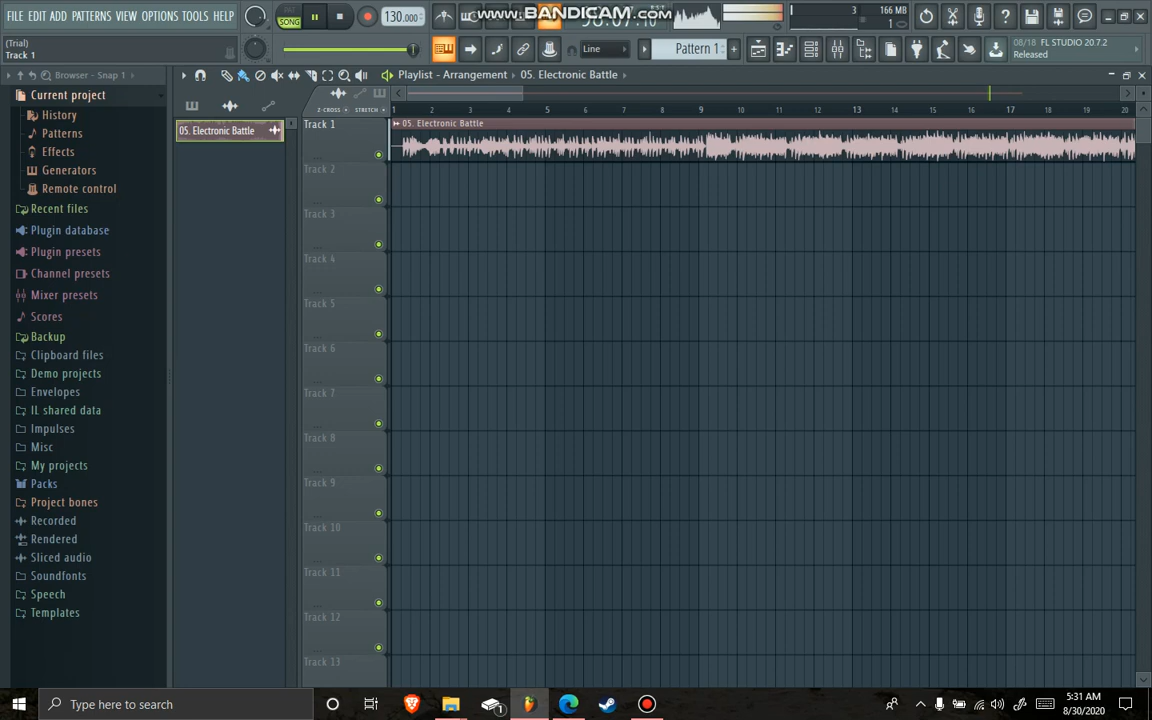 FILE EDIT ADD PATTERNS VIEW OPTIONS TOOLS HELP
PAT
SONG
130.000
www.BANDICAM.com
3
166 MB
1
(Trial)
Track 1
Line
Pattern 1
08/18 FL STUDIO 20.7.2
Released
Browser - Snap 1
Playlist - Arrangement
05. Electronic Battle
Current project
History
Patterns
Effects
Generators
Remote control
Recent files
Plugin database
Plugin presets
Channel presets
Mixer presets
Scores
Backup
Clipboard files
Demo projects
Envelopes
IL shared data
Impulses
Misc
My projects
Packs
Project bones
Recorded
Rendered
Sliced audio
Soundfonts
Speech
Templates
05. Electronic Battle
Z-CROSS STRETCH
1 2 3 4 5 6 7 8 9 10 11 12 13 14 15 16 17 18 19 20
Track 1
05. Electronic Battle
Track 2
Track 3
Track 4
Track 5
Track 6
Track 7
Track 8
Track 9
Track 10
Track 11
Track 12
Track 13
Type here to search
1
5:31 AM
8/30/2020